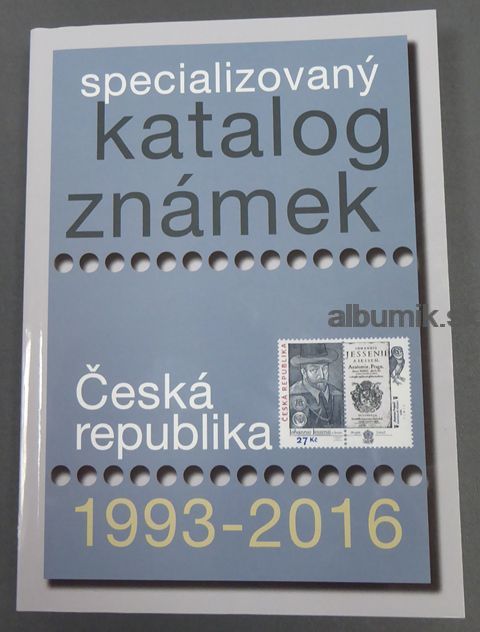 specializovaný
katalog
známek
albumik.s
ČESKÁ REPUBLIKA
JESSENII
27 Kč
Česká
republika
1993-2016